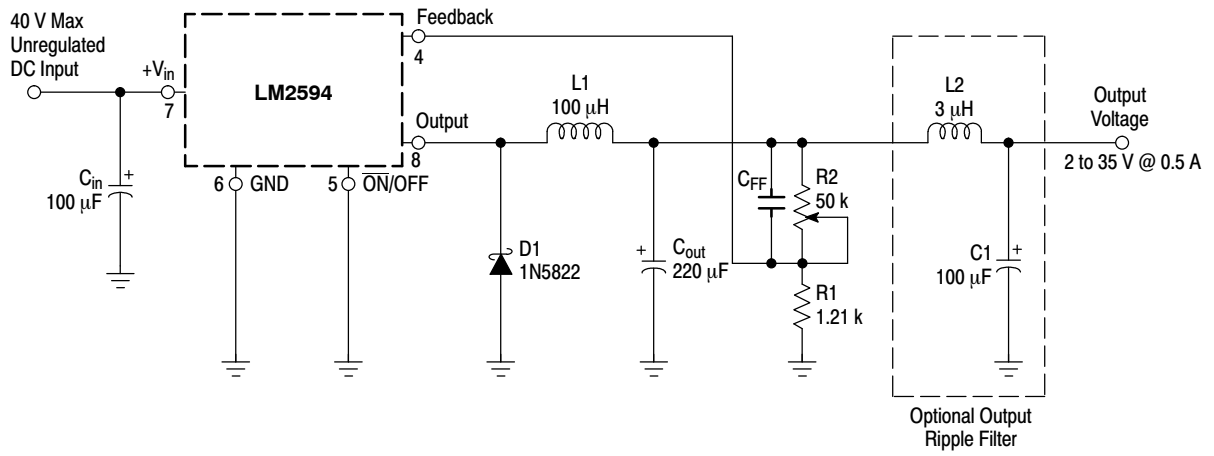 40 V Max
Unregulated
DC Input
+Vin
7
LM2594
Feedback
4
Output
8
6
GND
5
ON/OFF
Cin
100 μF
+
L1
100 μH
D1
1N5822
+
Cout
220 μF
CFF
R2
50 k
R1
1.21 k
L2
3 μH
C1
100 μF
+
Output
Voltage
2 to 35 V @ 0.5 A
Optional Output
Ripple Filter